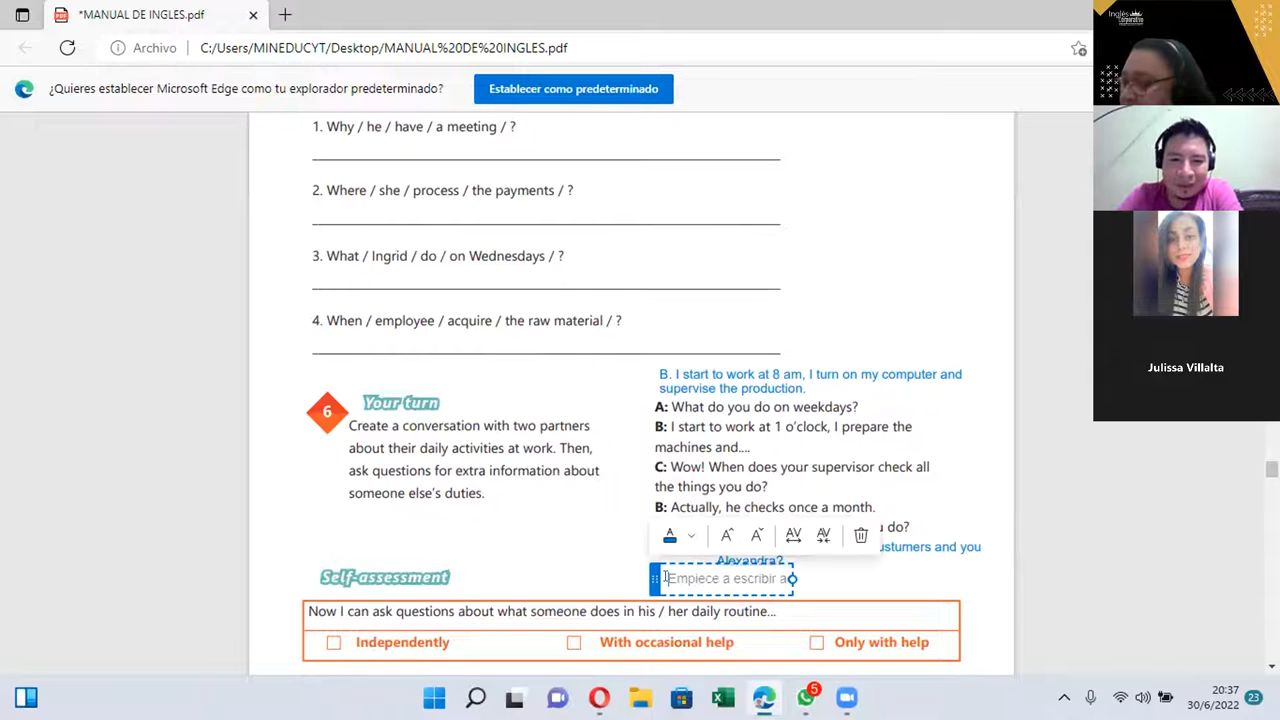 *MANUAL DE INGLES.pdf
Archivo
C:/Users/MINEDUCYT/Desktop/MANUAL%20DE%20INGLES.pdf
¿Quieres establecer Microsoft Edge como tu explorador predeterminado?
Establecer como predeterminado
1. Why / he / have / a meeting / ?
2. Where / she / process / the payments / ?
3. What / Ingrid / do / on Wednesdays / ?
4. When / employee / acquire / the raw material / ?
6
Your turn
Create a conversation with two partners
about their daily activities at work. Then,
ask questions for extra information about
someone else's duties.
B. I start to work at 8 am, I turn on my computer and
supervise the production.
A: What do you do on weekdays?
B: I start to work at 1 o'clock, I prepare the
machines and....
C: Wow! When does your supervisor check all
the things you do?
B: Actually, he checks once a month.
do?
custumers and you
Alexandra?
Empiece a escribir a
Self-assessment
Now I can ask questions about what someone does in his / her daily routine...
Independently
With occasional help
Only with help
Inglés
Corporativo
Julissa Villalta
5
20:37
30/6/2022
23